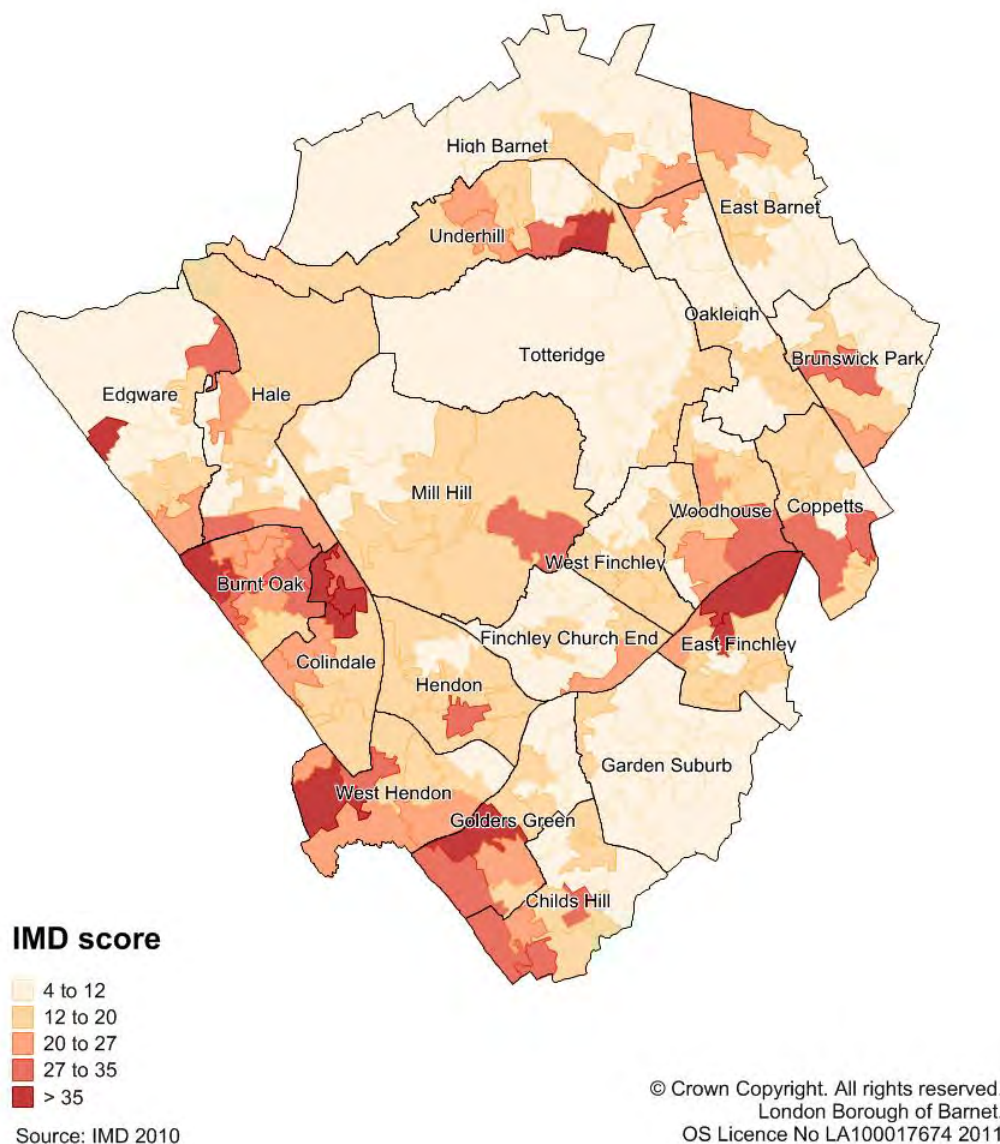 High Barnet
East Barnet
Underhill
Oakleigh
Totteridge
Brunswick Park
Edgware
Hale
Mill Hill
Woodhouse
Coppetts
West Finchley
Burnt Oak
Finchley Church End
East Finchley
Colindale
Hendon
Garden Suburb
West Hendon
Golders Green
Childs Hill
IMD score
4 to 12
12 to 20
20 to 27
27 to 35
> 35
Source: IMD 2010
© Crown Copyright. All rights reserved.
London Borough of Barnet.
OS Licence No LA100017674 2011